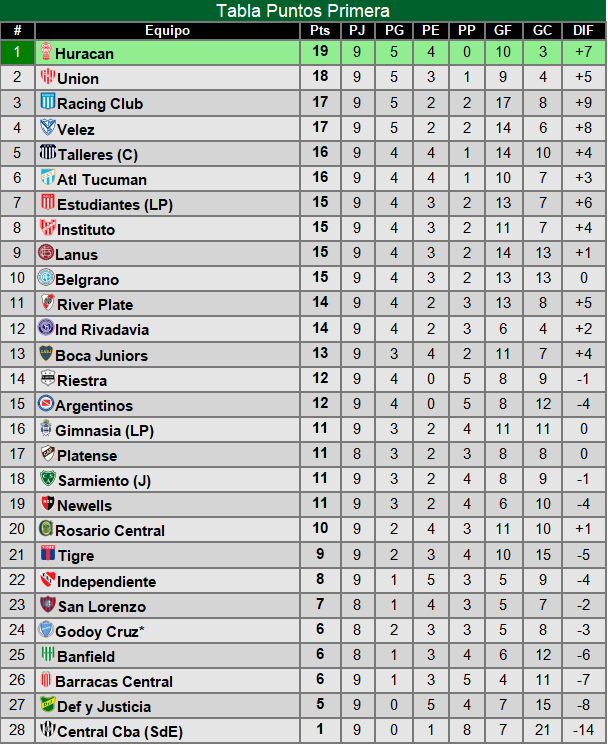 Tabla Puntos Primera
# Equipo Pts PJ PG PE PP GF GC DIF
1 Huracan 19 9 5 4 0 10 3 +7
2 Union 18 9 5 3 1 9 4 +5
3 Racing Club 17 9 5 2 2 17 8 +9
4 Velez 17 9 5 2 2 14 6 +8
5 Talleres (C) 16 9 4 4 1 14 10 +4
6 Atl Tucuman 16 9 4 4 1 10 7 +3
7 Estudiantes (LP) 15 9 4 3 2 13 7 +6
8 Instituto 15 9 4 3 2 11 7 +4
9 Lanus 15 9 4 3 2 14 13 +1
10 Belgrano 15 9 4 3 2 13 13 0
11 River Plate 14 9 4 2 3 13 8 +5
12 Ind Rivadavia 14 9 4 2 3 6 4 +2
13 Boca Juniors 13 9 3 4 2 11 7 +4
14 Riestra 12 9 4 0 5 8 9 -1
15 Argentinos 12 9 4 0 5 8 12 -4
16 Gimnasia (LP) 11 9 3 2 4 11 11 0
17 Platense 11 8 3 2 3 8 8 0
18 Sarmiento (J) 11 9 3 2 4 8 9 -1
19 Newells 11 9 3 2 4 6 10 -4
20 Rosario Central 10 9 2 4 3 11 10 +1
21 Tigre 9 9 2 3 4 10 15 -5
22 Independiente 8 9 1 5 3 5 9 -4
23 San Lorenzo 7 8 1 4 3 5 7 -2
24 Godoy Cruz* 6 8 2 3 3 5 8 -3
25 Banfield 6 8 1 3 4 6 12 -6
26 Barracas Central 6 9 1 3 5 4 11 -7
27 Def y Justicia 5 9 0 5 4 7 15 -8
28 Central Cba (SdE) 1 9 0 1 8 7 21 -14